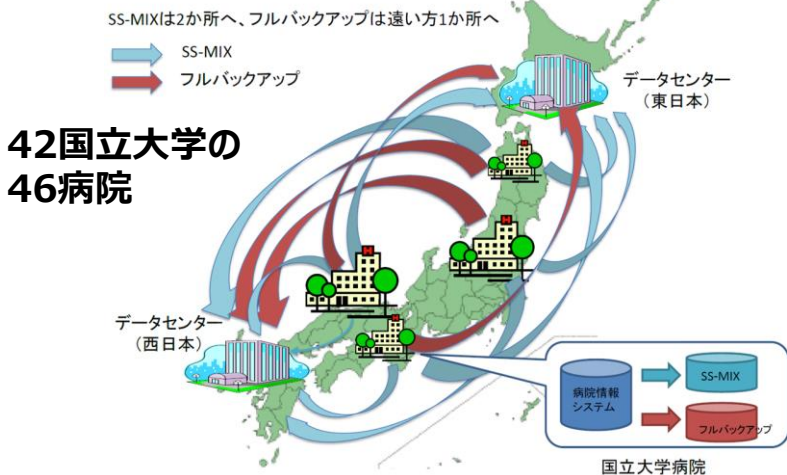 SS-MIXは2か所へ、フルバックアップは遠い方1か所へ
SS-MIX
フルバックアップ
データセンター
（東日本）
42国立大学の
46病院
H
H
H
H
データセンター
（西日本）
病院情報
システム
SS-MIX
フルバックアップ
国立大学病院